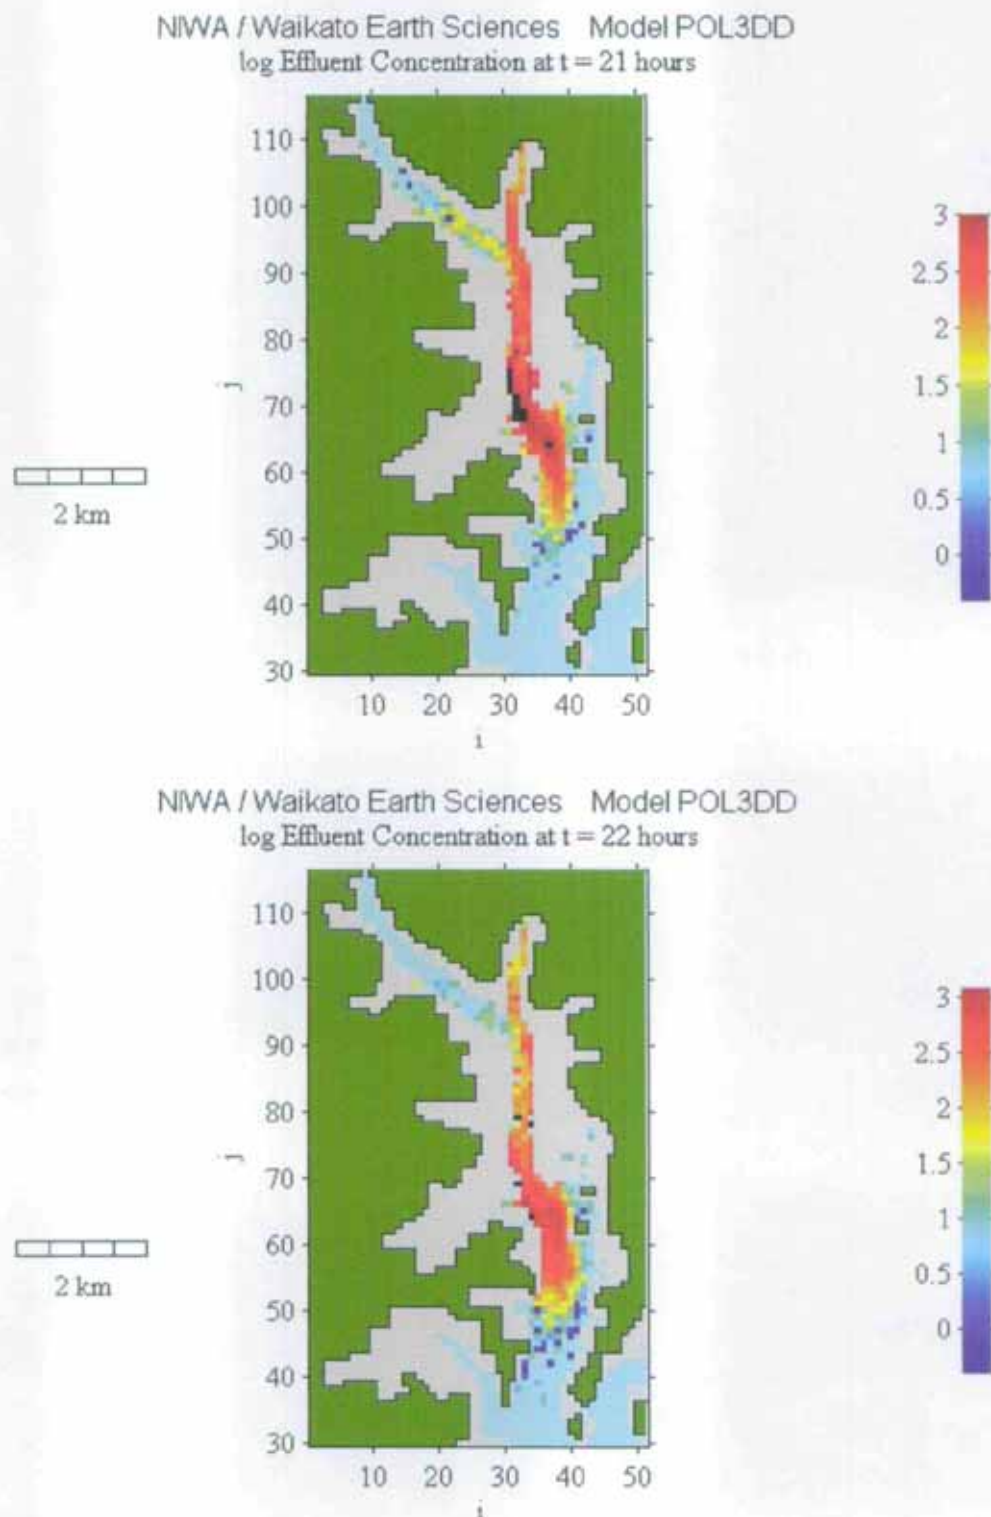 NIWA / Waikato Earth Sciences Model POL3DD
log Effluent Concentration at t = 21 hours
110
100
90
80
70
60
50
40
30
j
10 20 30 40 50
i
2 km
3
2.5
2
1.5
1
0.5
0
NIWA / Waikato Earth Sciences Model POL3DD
log Effluent Concentration at t = 22 hours
110
100
90
80
70
60
50
40
30
j
10 20 30 40 50
i
2 km
3
2.5
2
1.5
1
0.5
0